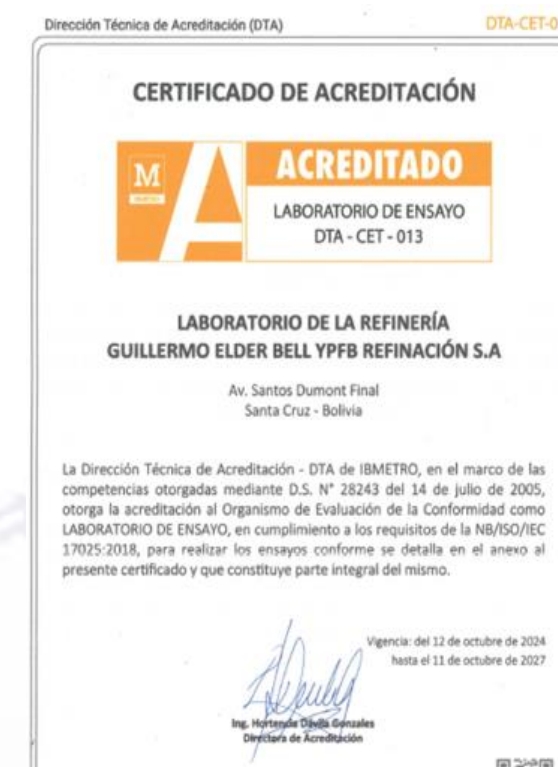 Dirección Técnica de Acreditación (DTA)
DTA-CET-0
CERTIFICADO DE ACREDITACIÓN
M
IBMETRO
A
ACREDITADO
LABORATORIO DE ENSAYO
DTA - CET - 013
LABORATORIO DE LA REFINERÍA
GUILLERMO ELDER BELL YPFB REFINACIÓN S.A
Av. Santos Dumont Final
Santa Cruz - Bolivia
La Dirección Técnica de Acreditación - DTA de IBMETRO, en el marco de las
competencias otorgadas mediante D.S. N° 28243 del 14 de julio de 2005,
otorga la acreditación al Organismo de Evaluación de la Conformidad como
LABORATORIO DE ENSAYO, en cumplimiento a los requisitos de la NB/ISO/IEC
17025:2018, para realizar los ensayos conforme se detalla en el anexo al
presente certificado y que constituye parte integral del mismo.
Vigencia: del 12 de octubre de 2024
hasta el 11 de octubre de 2027
Ing. Hortencia Dávila Gonzales
Directora de Acreditación